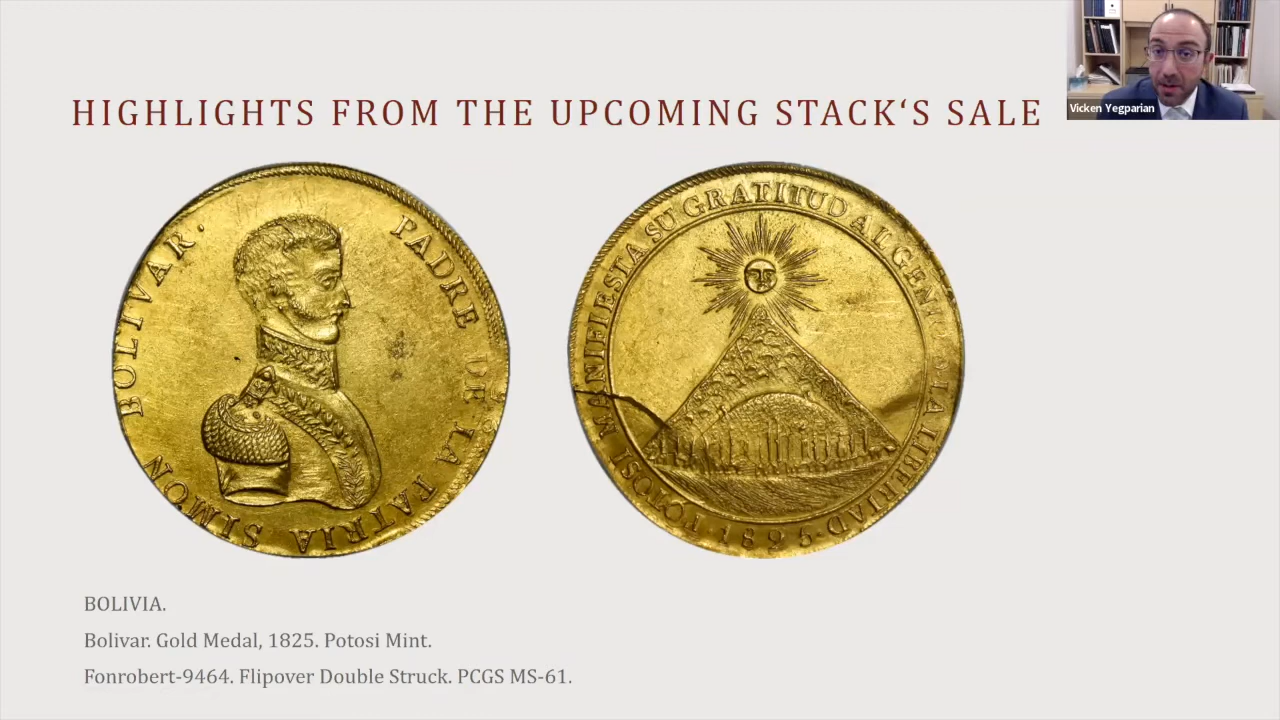 HIGHLIGHTS FROM THE UPCOMING STACK‘S SALE
Vicken Yegparian
PADRE DE LA PATRIA SIMON BOLIVAR.
POTOSI MANIFIESTA SU GRATITUD AL GEN
LA LIBERIAD
1825
BOLIVIA.
Bolivar. Gold Medal, 1825. Potosi Mint.
Fonrobert-9464. Flipover Double Struck. PCGS MS-61.